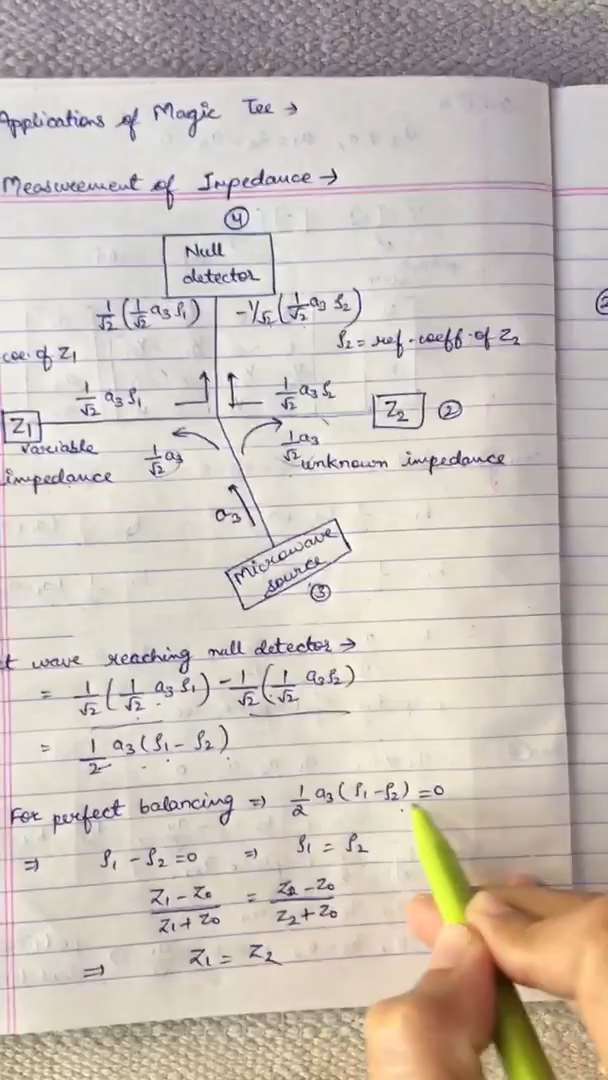 Applications of Magic Tee →
Measurement of Impedance →
④
Null
detector
1/√2 (1/√2 a₃ ρ₁) -1/√2 (1/√2 a₃ ρ₂)
ρ₂ = ref. coeff. of Z₂
coe. of Z₁
1/√2 a₃ ρ₁ 1/√2 a₃ ρ₂
Z₁ Z₂ ②
variable 1/√2 a₃ 1/√2 a₃
impedance unknown impedance
a₃
Microwave
source
③
t wave reaching null detector →
= 1/√2 (1/√2 a₃ ρ₁) - 1/√2 (1/√2 a₃ ρ₂)
= 1/2 a₃ (ρ₁ - ρ₂)
For perfect balancing ⇒ 1/2 a₃ (ρ₁ - ρ₂) = 0
⇒ ρ₁ - ρ₂ = 0 ⇒ ρ₁ = ρ₂
Z₁ - Z₀ / Z₁ + Z₀ = Z₂ - Z₀ / Z₂ + Z₀
⇒ Z₁ = Z₂